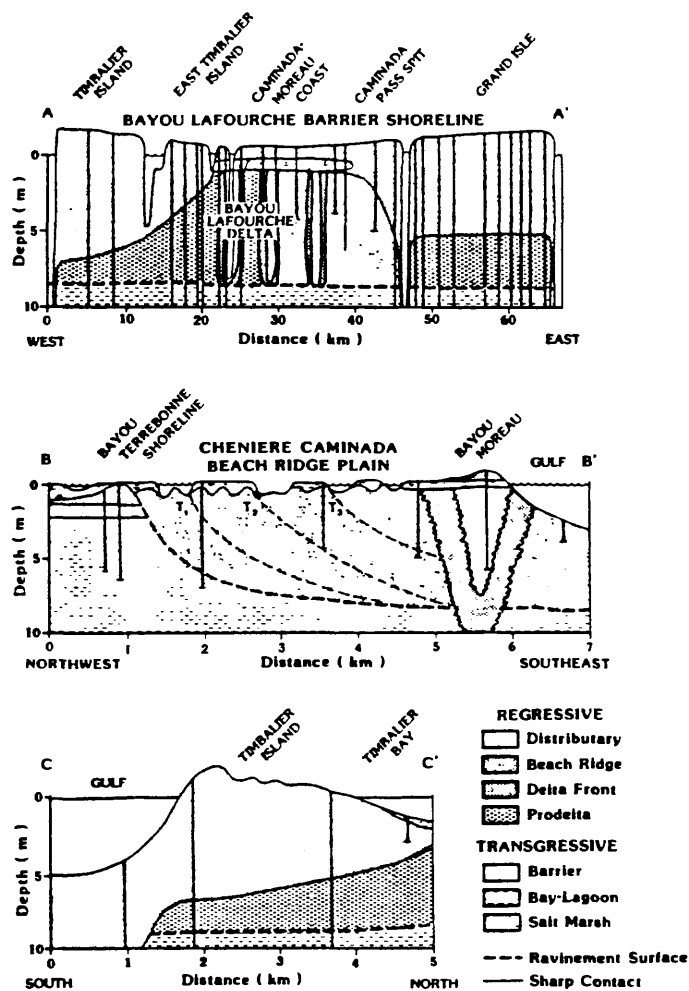 TIMBALIER ISLAND
EAST TIMBALIER ISLAND
CAMINADA-MOREAU COAST
CAMINADA PASS SPIT
GRAND ISLE
A
A'
BAYOU LAFOURCHE BARRIER SHORELINE
0
5
10
Depth ( m )
BAYOU
LAFOURCHE
DELTA
0 10 20 30 40 50 60
WEST
Distance ( km )
EAST
BAYOU TERREBONNE SHORELINE
BAYOU MOREAU
B
CHENIERE CAMINADA
BEACH RIDGE PLAIN
GULF
B'
0
5
10
Depth ( m )
T1 T2 T3
0 1 2 3 4 5 6 7
NORTHWEST
Distance ( km )
SOUTHEAST
TIMBALIER ISLAND
TIMBALIER BAY
C
C'
GULF
0
5
10
Depth ( m )
0 1 2 3 4 5
SOUTH
Distance ( km )
NORTH
REGRESSIVE
Distributary
Beach Ridge
Delta Front
Prodelta
TRANSGRESSIVE
Barrier
Bay-Lagoon
Salt Marsh
Ravinement Surface
Sharp Contact